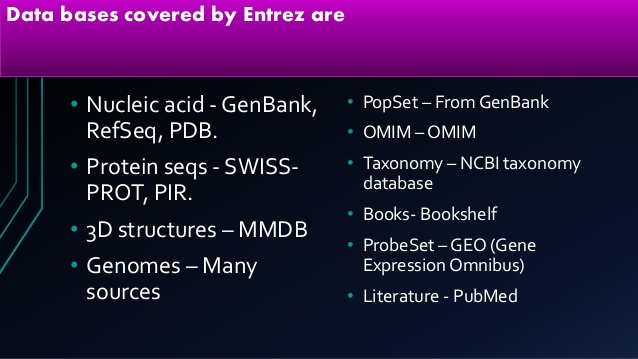 Data bases covered by Entrez are
• Nucleic acid - GenBank,
RefSeq, PDB.
• Protein seqs - SWISS-
PROT, PIR.
• 3D structures – MMDB
• Genomes – Many
sources
• PopSet – From GenBank
• OMIM – OMIM
• Taxonomy – NCBI taxonomy
database
• Books- Bookshelf
• ProbeSet – GEO (Gene
Expression Omnibus)
• Literature - PubMed